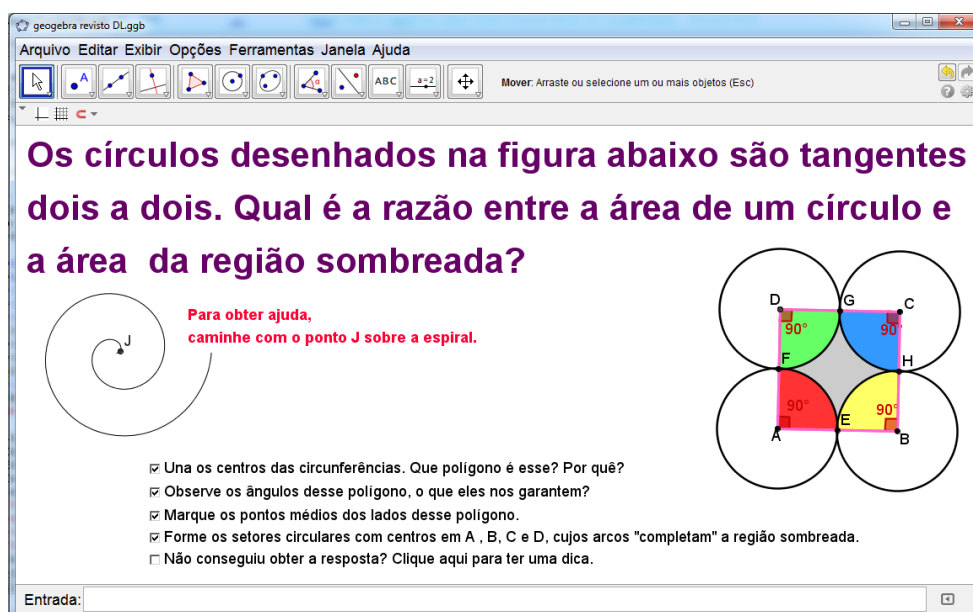 geogebra revisto DL.ggb
Arquivo Editar Exibir Opções Ferramentas Janela Ajuda
A
α
ABC
a=2
Mover: Arraste ou selecione um ou mais objetos (Esc)
Os círculos desenhados na figura abaixo são tangentes
dois a dois. Qual é a razão entre a área de um círculo e
a área da região sombreada?
J
Para obter ajuda,
caminhe com o ponto J sobre a espiral.
D G C
90° 90°
F H
90° 90°
A E B
Una os centros das circunferências. Que polígono é esse? Por quê?
Observe os ângulos desse polígono, o que eles nos garantem?
Marque os pontos médios dos lados desse polígono.
Forme os setores circulares com centros em A , B, C e D, cujos arcos "completam" a região sombreada.
Não conseguiu obter a resposta? Clique aqui para ter uma dica.
Entrada: